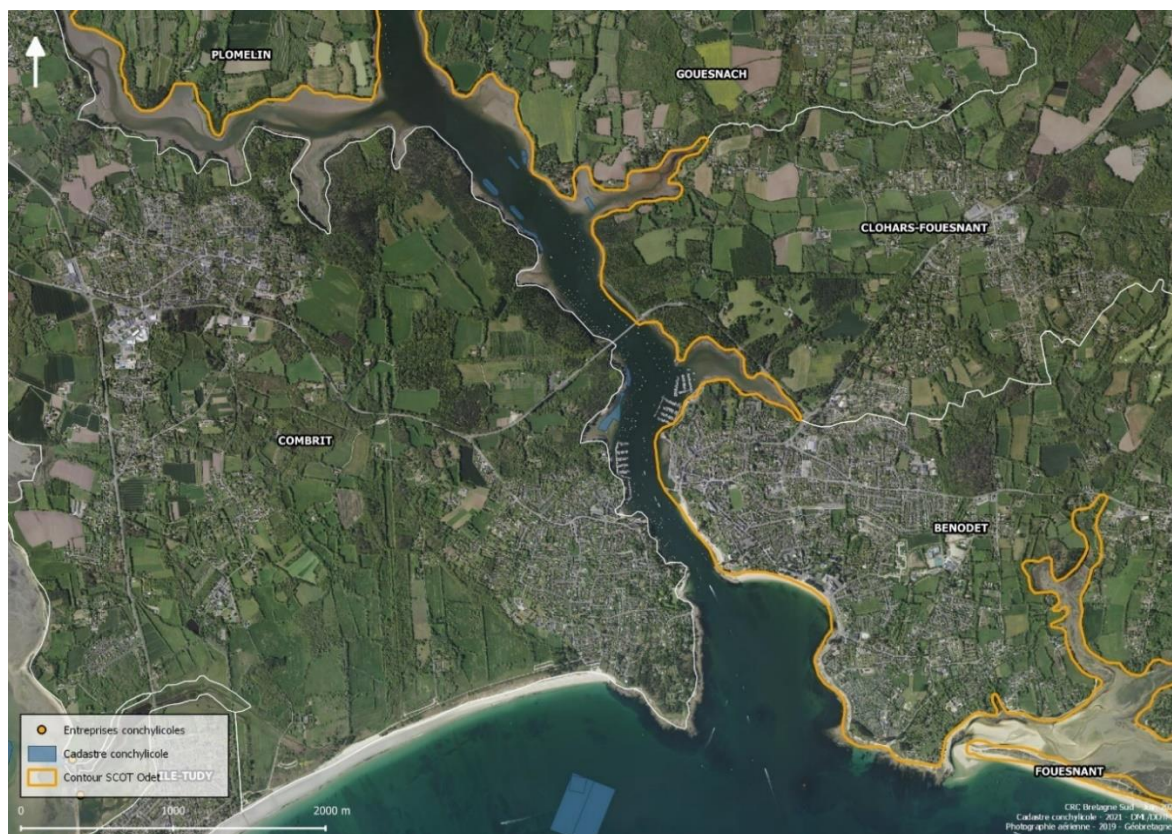 PLOMELIN
GOUESNACH
CLOHARS-FOUESNANT
COMBRIT
BENODET
FOUESNANT
Entreprises conchylicoles
Cadastre conchylicole
Contour SCOT Odet
ILE-TUDY
0 1000 2000 m
CRC Bretagne Sud
Cadastre conchylicole - 2021 - DML/DDTM
Photographie aérienne - 2019 - Géobretagne